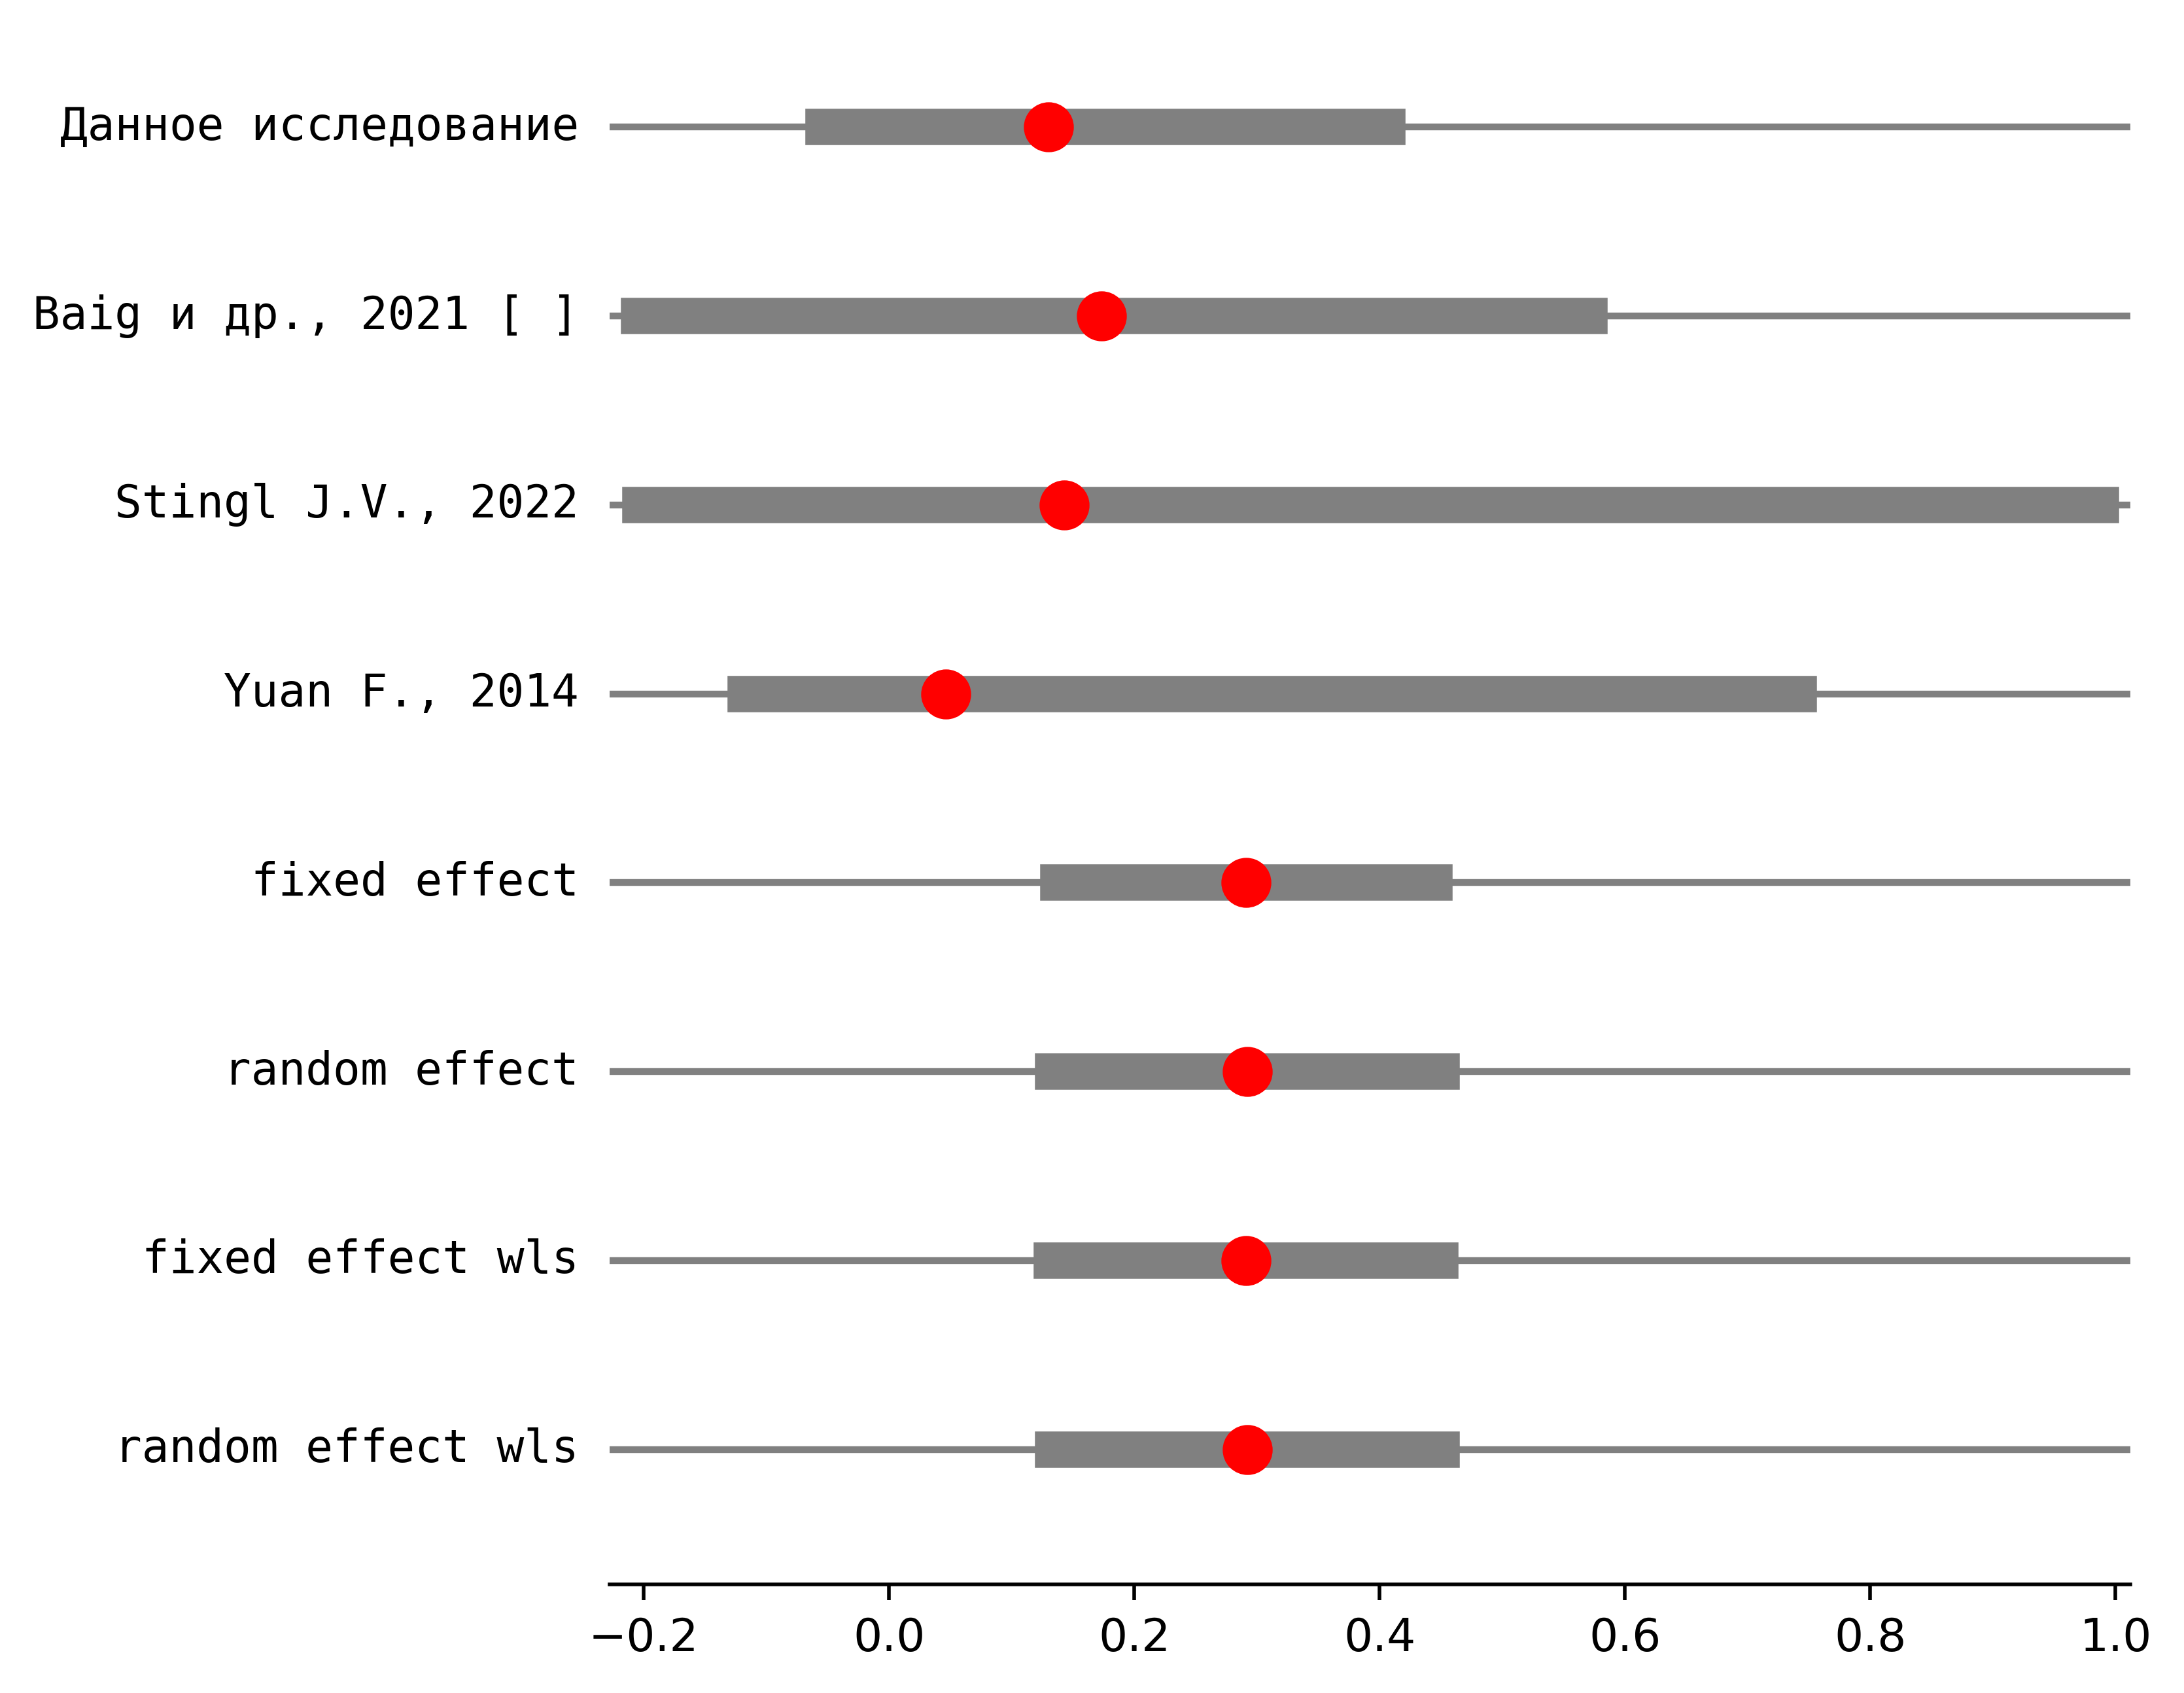 Данное исследование
Baig и др., 2021 [ ]
Stingl J.V., 2022
Yuan F., 2014
fixed effect
random effect
fixed effect wls
random effect wls
−0.2 0.0 0.2 0.4 0.6 0.8 1.0